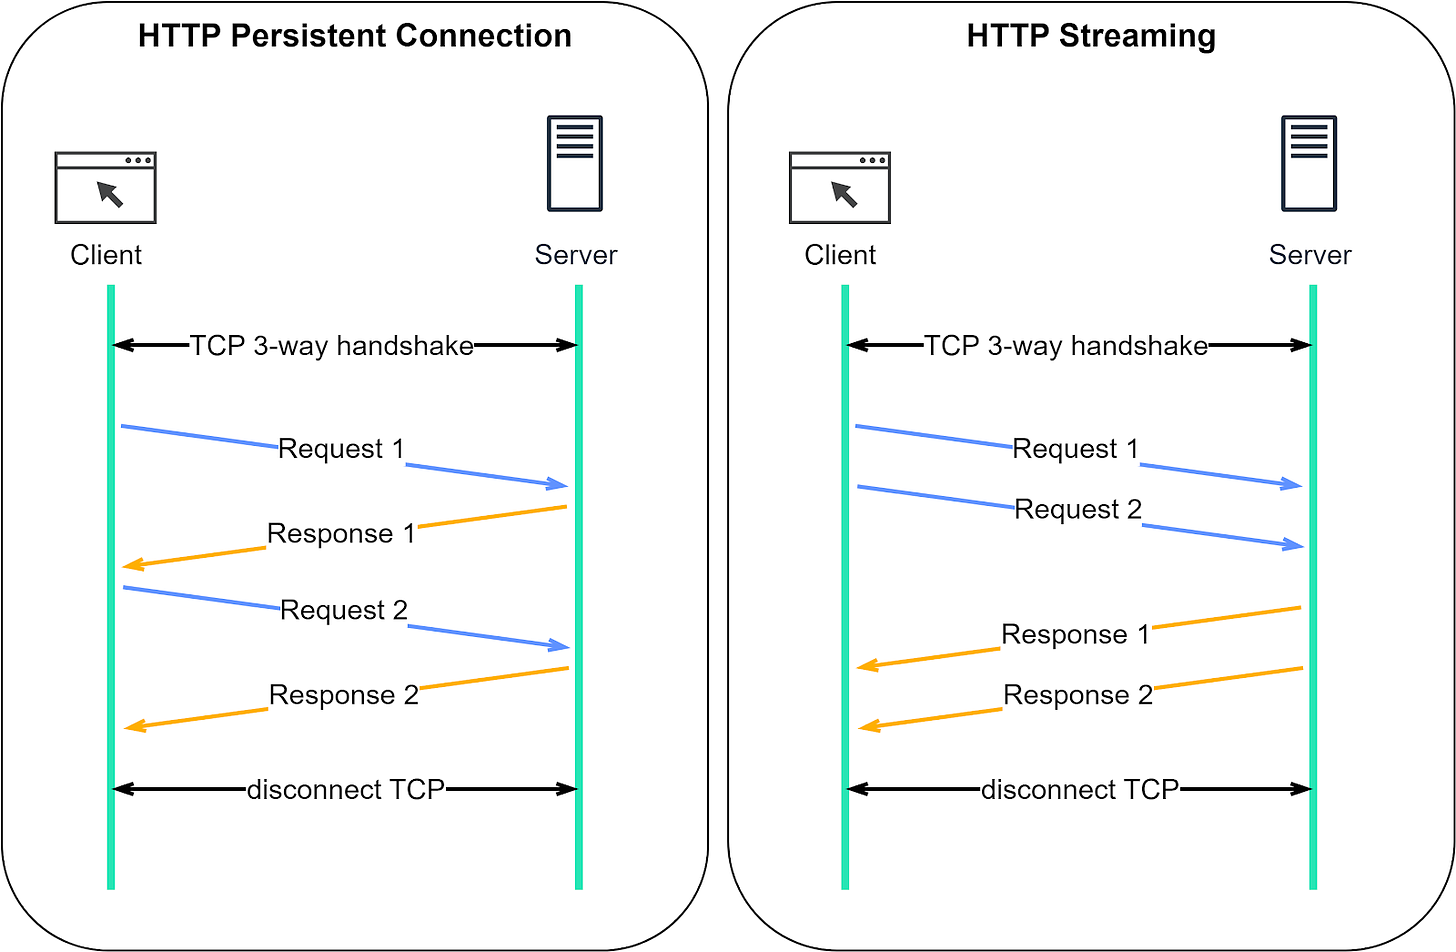 HTTP Persistent Connection
Client
Server
TCP 3-way handshake
Request 1
Response 1
Request 2
Response 2
disconnect TCP
HTTP Streaming
Client
Server
TCP 3-way handshake
Request 1
Request 2
Response 1
Response 2
disconnect TCP